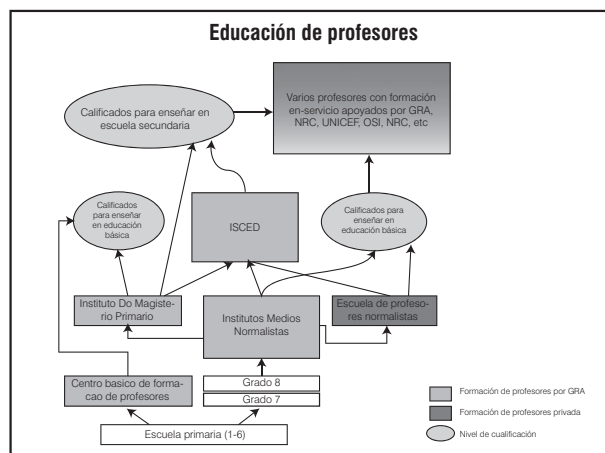 Educación de profesores
Calificados para enseñar en
escuela secundaria
Varios profesores con formación
en-servicio apoyados por GRA,
NRC, UNICEF, OSI, NRC, etc
Calificados
para enseñar
en educación
básica
ISCED
Calificados para
enseñar en
educación básica
Instituto Do Magiste-
rio Primario
Institutos Medios
Normalistas
Escuela de profeso-
res normalistas
Centro basico de forma-
cao de profesores
Grado 8
Grado 7
Escuela primaria (1-6)
Formación de profesores por GRA
Formación de profesores privada
Nivel de cualificación